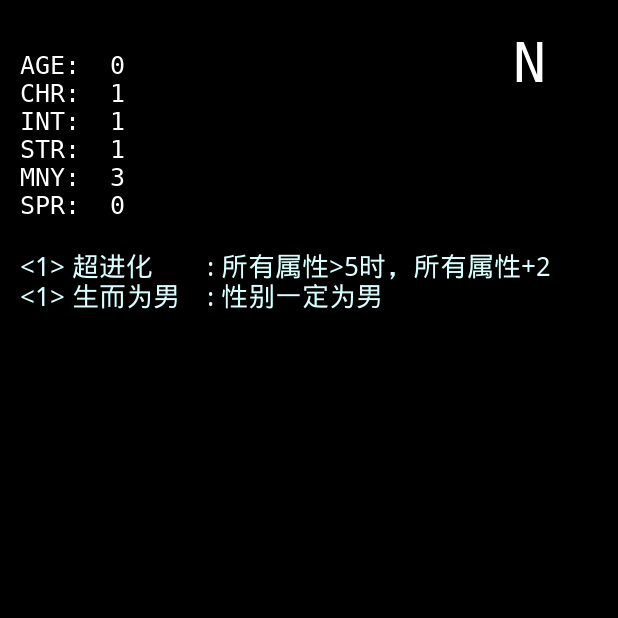 N
AGE: 0
CHR: 1
INT: 1
STR: 1
MNY: 3
SPR: 0
<1> 超进化 : 所有属性>5时，所有属性+2
<1> 生而为男 : 性别一定为男